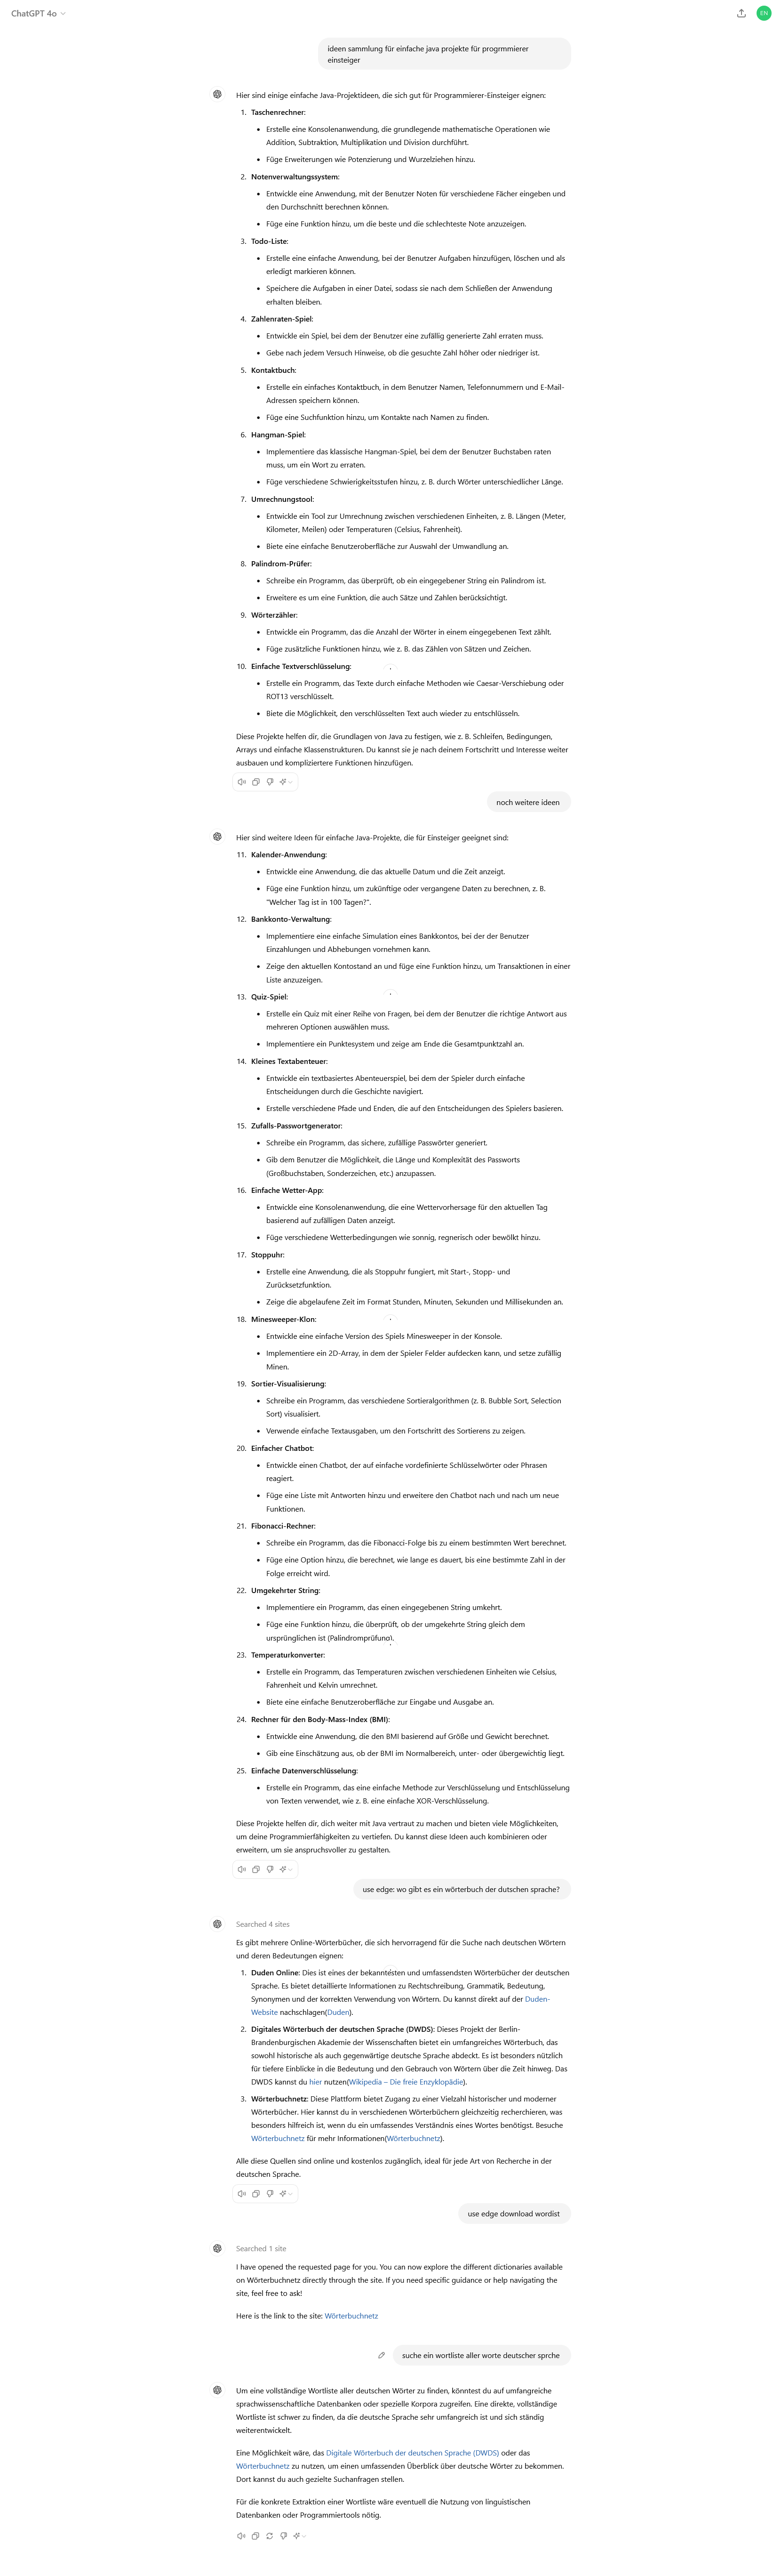 ChatGPT 4o
EN
ideen sammlung für einfache java projekte für progrmmierer
einsteiger
Hier sind einige einfache Java-Projektideen, die sich gut für Programmierer-Einsteiger eignen:
1. Taschenrechner:
• Erstelle eine Konsolenanwendung, die grundlegende mathematische Operationen wie
Addition, Subtraktion, Multiplikation und Division durchführt.
• Füge Erweiterungen wie Potenzierung und Wurzelziehen hinzu.
2. Notenverwaltungssystem:
• Entwickle eine Anwendung, mit der Benutzer Noten für verschiedene Fächer eingeben und
den Durchschnitt berechnen können.
• Füge eine Funktion hinzu, um die beste und die schlechteste Note anzuzeigen.
3. Todo-Liste:
• Erstelle eine einfache Anwendung, bei der Benutzer Aufgaben hinzufügen, löschen und als
erledigt markieren können.
• Speichere die Aufgaben in einer Datei, sodass sie nach dem Schließen der Anwendung
erhalten bleiben.
4. Zahlenraten-Spiel:
• Entwickle ein Spiel, bei dem der Benutzer eine zufällig generierte Zahl erraten muss.
• Gebe nach jedem Versuch Hinweise, ob die gesuchte Zahl höher oder niedriger ist.
5. Kontaktbuch:
• Erstelle ein einfaches Kontaktbuch, in dem Benutzer Namen, Telefonnummern und E-Mail-
Adressen speichern können.
• Füge eine Suchfunktion hinzu, um Kontakte nach Namen zu finden.
6. Hangman-Spiel:
• Implementiere das klassische Hangman-Spiel, bei dem der Benutzer Buchstaben raten
muss, um ein Wort zu erraten.
• Füge verschiedene Schwierigkeitsstufen hinzu, z. B. durch Wörter unterschiedlicher Länge.
7. Umrechnungstool:
• Entwickle ein Tool zur Umrechnung zwischen verschiedenen Einheiten, z. B. Längen (Meter,
Kilometer, Meilen) oder Temperaturen (Celsius, Fahrenheit).
• Biete eine einfache Benutzeroberfläche zur Auswahl der Umwandlung an.
8. Palindrom-Prüfer:
• Schreibe ein Programm, das überprüft, ob ein eingegebener String ein Palindrom ist.
• Erweitere es um eine Funktion, die auch Sätze und Zahlen berücksichtigt.
9. Wörterzähler:
• Entwickle ein Programm, das die Anzahl der Wörter in einem eingegebenen Text zählt.
• Füge zusätzliche Funktionen hinzu, wie z. B. das Zählen von Sätzen und Zeichen.
10. Einfache Textverschlüsselung:
• Erstelle ein Programm, das Texte durch einfache Methoden wie Caesar-Verschiebung oder
ROT13 verschlüsselt.
• Biete die Möglichkeit, den verschlüsselten Text auch wieder zu entschlüsseln.
Diese Projekte helfen dir, die Grundlagen von Java zu festigen, wie z. B. Schleifen, Bedingungen,
Arrays und einfache Klassenstrukturen. Du kannst sie je nach deinem Fortschritt und Interesse weiter
ausbauen und kompliziertere Funktionen hinzufügen.
noch weitere ideen
Hier sind weitere Ideen für einfache Java-Projekte, die für Einsteiger geeignet sind:
11. Kalender-Anwendung:
• Entwickle eine Anwendung, die das aktuelle Datum und die Zeit anzeigt.
• Füge eine Funktion hinzu, um zukünftige oder vergangene Daten zu berechnen, z. B.
"Welcher Tag ist in 100 Tagen?".
12. Bankkonto-Verwaltung:
• Implementiere eine einfache Simulation eines Bankkontos, bei der der Benutzer
Einzahlungen und Abhebungen vornehmen kann.
• Zeige den aktuellen Kontostand an und füge eine Funktion hinzu, um Transaktionen in einer
Liste anzuzeigen.
13. Quiz-Spiel:
• Erstelle ein Quiz mit einer Reihe von Fragen, bei dem der Benutzer die richtige Antwort aus
mehreren Optionen auswählen muss.
• Implementiere ein Punktesystem und zeige am Ende die Gesamtpunktzahl an.
14. Kleines Textabenteuer:
• Entwickle ein textbasiertes Abenteuerspiel, bei dem der Spieler durch einfache
Entscheidungen durch die Geschichte navigiert.
• Erstelle verschiedene Pfade und Enden, die auf den Entscheidungen des Spielers basieren.
15. Zufalls-Passwortgenerator:
• Schreibe ein Programm, das sichere, zufällige Passwörter generiert.
• Gib dem Benutzer die Möglichkeit, die Länge und Komplexität des Passworts
(Großbuchstaben, Sonderzeichen, etc.) anzupassen.
16. Einfache Wetter-App:
• Entwickle eine Konsolenanwendung, die eine Wettervorhersage für den aktuellen Tag
basierend auf zufälligen Daten anzeigt.
• Füge verschiedene Wetterbedingungen wie sonnig, regnerisch oder bewölkt hinzu.
17. Stoppuhr:
• Erstelle eine Anwendung, die als Stoppuhr fungiert, mit Start-, Stopp- und
Zurücksetzfunktion.
• Zeige die abgelaufene Zeit im Format Stunden, Minuten, Sekunden und Millisekunden an.
18. Minesweeper-Klon:
• Entwickle eine einfache Version des Spiels Minesweeper in der Konsole.
• Implementiere ein 2D-Array, in dem der Spieler Felder aufdecken kann, und setze zufällig
Minen.
19. Sortier-Visualisierung:
• Schreibe ein Programm, das verschiedene Sortieralgorithmen (z. B. Bubble Sort, Selection
Sort) visualisiert.
• Verwende einfache Textausgaben, um den Fortschritt des Sortierens zu zeigen.
20. Einfacher Chatbot:
• Entwickle einen Chatbot, der auf einfache vordefinierte Schlüsselwörter oder Phrasen
reagiert.
• Füge eine Liste mit Antworten hinzu und erweitere den Chatbot nach und nach um neue
Funktionen.
21. Fibonacci-Rechner:
• Schreibe ein Programm, das die Fibonacci-Folge bis zu einem bestimmten Wert berechnet.
• Füge eine Option hinzu, die berechnet, wie lange es dauert, bis eine bestimmte Zahl in der
Folge erreicht wird.
22. Umgekehrter String:
• Implementiere ein Programm, das einen eingegebenen String umkehrt.
• Füge eine Funktion hinzu, die überprüft, ob der umgekehrte String gleich dem
ursprünglichen ist (Palindromprüfung).
23. Temperaturkonverter:
• Erstelle ein Programm, das Temperaturen zwischen verschiedenen Einheiten wie Celsius,
Fahrenheit und Kelvin umrechnet.
• Biete eine einfache Benutzeroberfläche zur Eingabe und Ausgabe an.
24. Rechner für den Body-Mass-Index (BMI):
• Entwickle eine Anwendung, die den BMI basierend auf Größe und Gewicht berechnet.
• Gib eine Einschätzung aus, ob der BMI im Normalbereich, unter- oder übergewichtig liegt.
25. Einfache Datenverschlüsselung:
• Erstelle ein Programm, das eine einfache Methode zur Verschlüsselung und Entschlüsselung
von Texten verwendet, wie z. B. eine einfache XOR-Verschlüsselung.
Diese Projekte helfen dir, dich weiter mit Java vertraut zu machen und bieten viele Möglichkeiten,
um deine Programmierfähigkeiten zu vertiefen. Du kannst diese Ideen auch kombinieren oder
erweitern, um sie anspruchsvoller zu gestalten.
use edge: wo gibt es ein wörterbuch der dutschen sprache?
Searched 4 sites
Es gibt mehrere Online-Wörterbücher, die sich hervorragend für die Suche nach deutschen Wörtern
und deren Bedeutungen eignen:
1. Duden Online: Dies ist eines der bekanntesten und umfassendsten Wörterbücher der deutschen
Sprache. Es bietet detaillierte Informationen zu Rechtschreibung, Grammatik, Bedeutung,
Synonymen und der korrekten Verwendung von Wörtern. Du kannst direkt auf der Duden-
Website nachschlagen(Duden).
2. Digitales Wörterbuch der deutschen Sprache (DWDS): Dieses Projekt der Berlin-
Brandenburgischen Akademie der Wissenschaften bietet ein umfangreiches Wörterbuch, das
sowohl historische als auch gegenwärtige deutsche Sprache abdeckt. Es ist besonders nützlich
für tiefere Einblicke in die Bedeutung und den Gebrauch von Wörtern über die Zeit hinweg. Das
DWDS kannst du hier nutzen(Wikipedia – Die freie Enzyklopädie).
3. Wörterbuchnetz: Diese Plattform bietet Zugang zu einer Vielzahl historischer und moderner
Wörterbücher. Hier kannst du in verschiedenen Wörterbüchern gleichzeitig recherchieren, was
besonders hilfreich ist, wenn du ein umfassendes Verständnis eines Wortes benötigst. Besuche
Wörterbuchnetz für mehr Informationen(Wörterbuchnetz).
Alle diese Quellen sind online und kostenlos zugänglich, ideal für jede Art von Recherche in der
deutschen Sprache.
use edge download wordist
Searched 1 site
I have opened the requested page for you. You can now explore the different dictionaries available
on Wörterbuchnetz directly through the site. If you need specific guidance or help navigating the
site, feel free to ask!
Here is the link to the site: Wörterbuchnetz
suche ein wortliste aller worte deutscher sprche
Um eine vollständige Wortliste aller deutschen Wörter zu finden, könntest du auf umfangreiche
sprachwissenschaftliche Datenbanken oder spezielle Korpora zugreifen. Eine direkte, vollständige
Wortliste ist schwer zu finden, da die deutsche Sprache sehr umfangreich ist und sich ständig
weiterentwickelt.
Eine Möglichkeit wäre, das Digitale Wörterbuch der deutschen Sprache (DWDS) oder das
Wörterbuchnetz zu nutzen, um einen umfassenden Überblick über deutsche Wörter zu bekommen.
Dort kannst du auch gezielte Suchanfragen stellen.
Für die konkrete Extraktion einer Wortliste wäre eventuell die Nutzung von linguistischen
Datenbanken oder Programmiertools nötig.